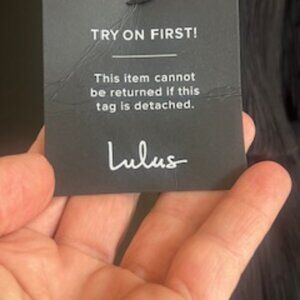 TRY ON FIRST!
This item cannot
be returned if this
tag is detached.
Lulus